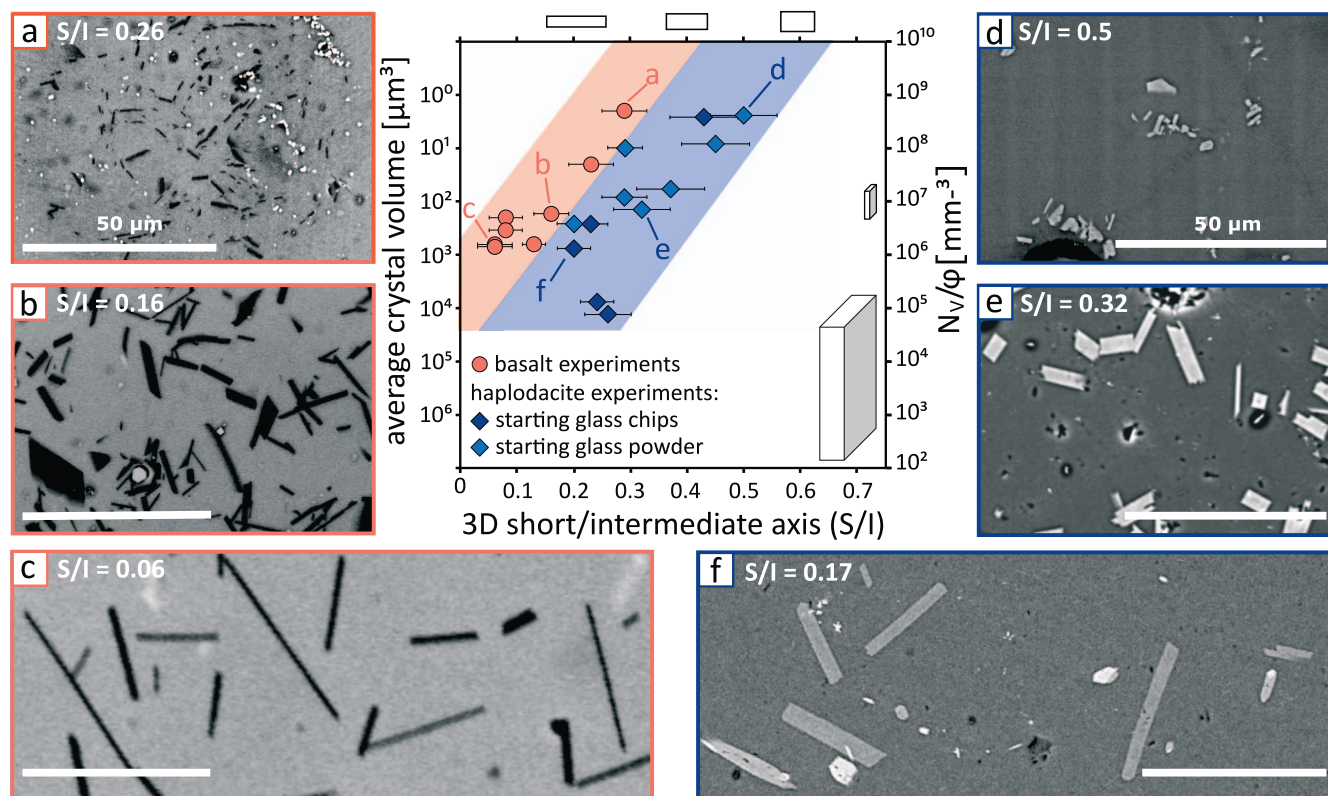 a
S/I = 0.26
50 µm
b
S/I = 0.16
c
S/I = 0.06
average crystal volume [µm³]
10⁰
10¹
10²
10³
10⁴
10⁵
10⁶
a
b
c
d
e
f
basalt experiments
haplodacite experiments:
starting glass chips
starting glass powder
0
0.1
0.2
0.3
0.4
0.5
0.6
0.7
3D short/intermediate axis (S/I)
10¹⁰
10⁹
10⁸
10⁷
10⁶
10⁵
10⁴
10³
10²
Nᵥ/φ [mm-³]
d
S/I = 0.5
50 µm
e
S/I = 0.32
f
S/I = 0.17